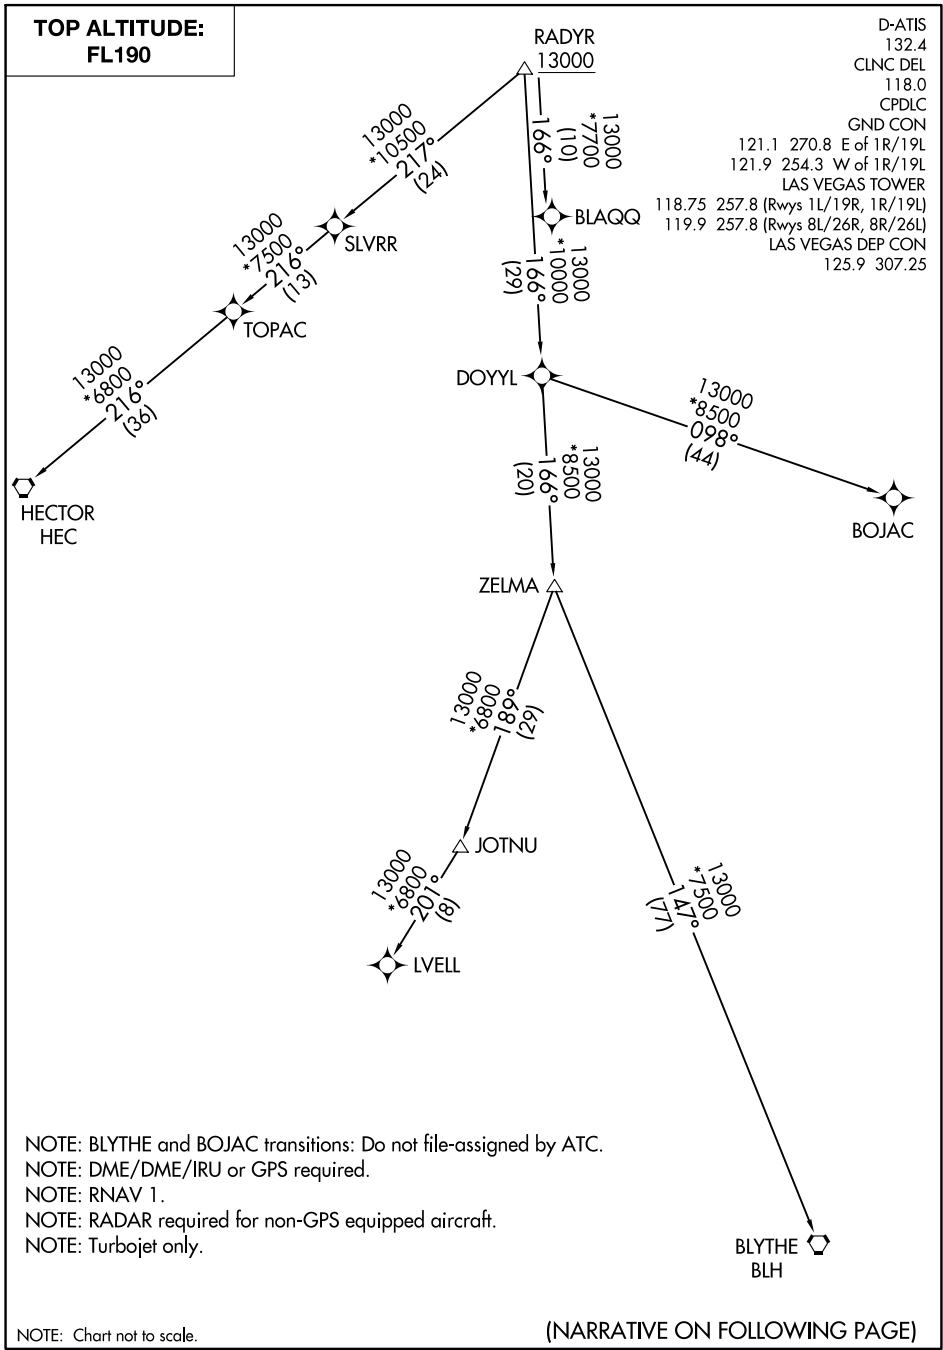 TOP ALTITUDE:
FL190
RADYR
13000
D-ATIS
132.4
CLNC DEL
118.0
CPDLC
GND CON
121.1 270.8 E of 1R/19L
121.9 254.3 W of 1R/19L
LAS VEGAS TOWER
118.75 257.8 (Rwys 1L/19R, 1R/19L)
119.9 257.8 (Rwys 8L/26R, 8R/26L)
LAS VEGAS DEP CON
125.9 307.25
13000
*10500
217°
(24)
13000
*7700
166°
(10)
BLAQQ
SLVRR
13000
*7500
216°
(13)
TOPAC
13000
*10000
166°
(29)
DOYYL
13000
*6800
216°
(36)
HECTOR
HEC
13000
*8500
098°
(44)
BOJAC
13000
*8500
166°
(20)
ZELMA
13000
*6800
189°
(29)
JOTNU
13000
*6800
201°
(8)
LVELL
13000
*7500
147°
(77)
BLYTHE
BLH
NOTE: BLYTHE and BOJAC transitions: Do not file-assigned by ATC.
NOTE: DME/DME/IRU or GPS required.
NOTE: RNAV 1.
NOTE: RADAR required for non-GPS equipped aircraft.
NOTE: Turbojet only.
NOTE: Chart not to scale.
(NARRATIVE ON FOLLOWING PAGE)